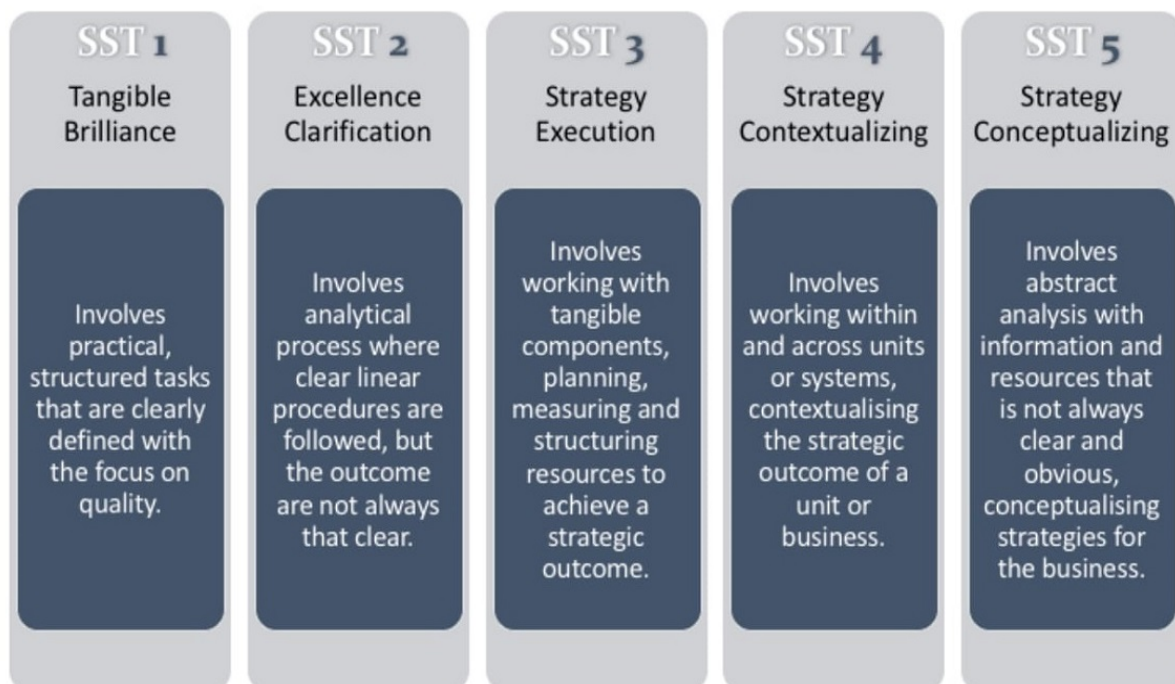 SST 1
Tangible
Brilliance
Involves
practical,
structured tasks
that are clearly
defined with
the focus on
quality.
SST 2
Excellence
Clarification
Involves
analytical
process where
clear linear
procedures are
followed, but
the outcome
are not always
that clear.
SST 3
Strategy
Execution
Involves
working with
tangible
components,
planning,
measuring and
structuring
resources to
achieve a
strategic
outcome.
SST 4
Strategy
Contextualizing
Involves
working within
and across units
or systems,
contextualising
the strategic
outcome of a
unit or
business.
SST 5
Strategy
Conceptualizing
Involves
abstract
analysis with
information and
resources that
is not always
clear and
obvious,
conceptualising
strategies for
the business.